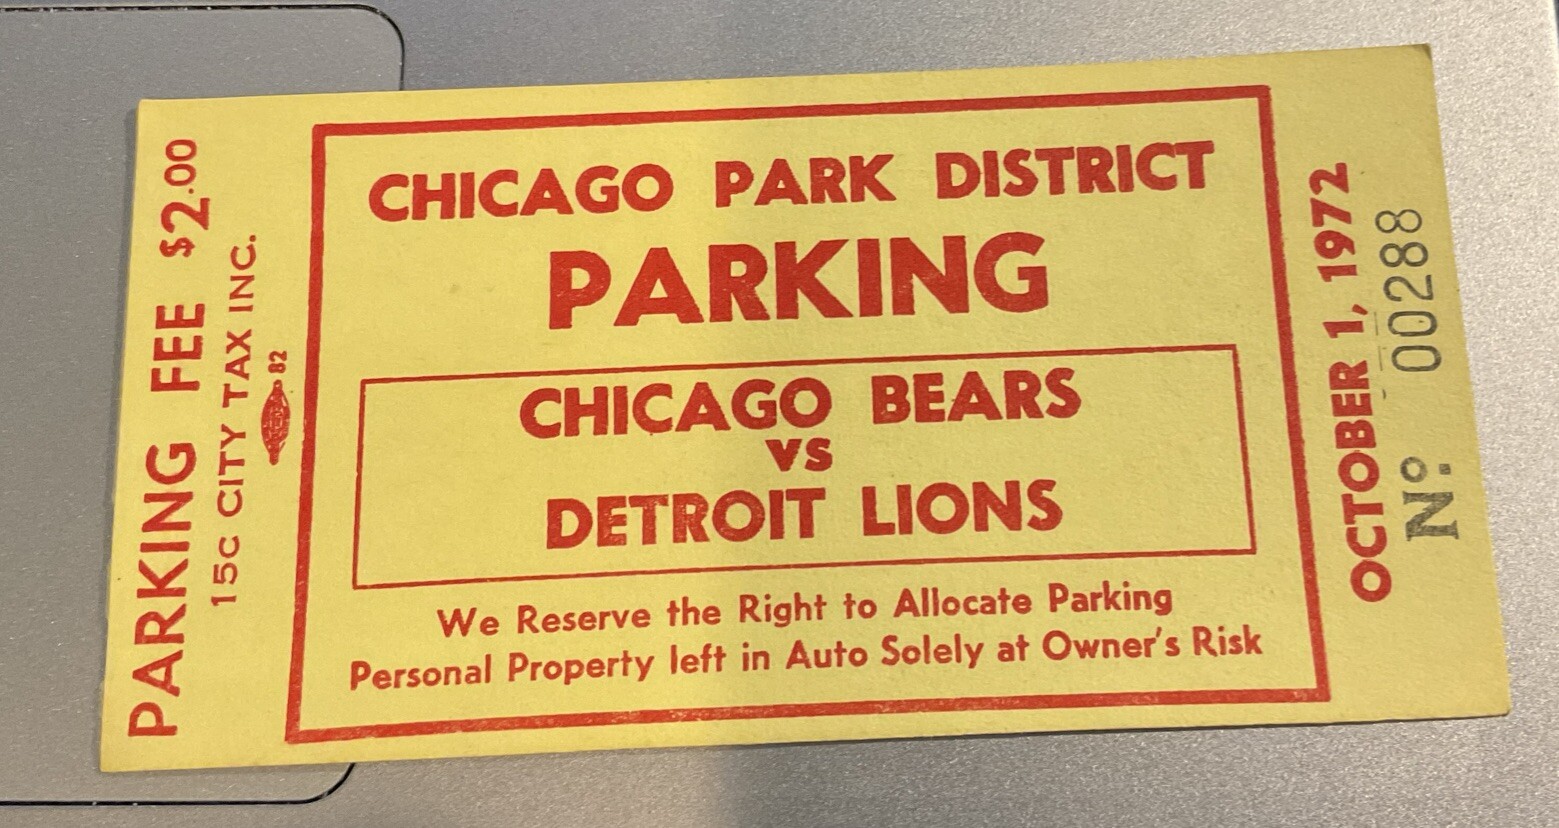 PARKING FEE $2.00
15c CITY TAX INC.
82
CHICAGO PARK DISTRICT
PARKING
CHICAGO BEARS
VS
DETROIT LIONS
We Reserve the Right to Allocate Parking
Personal Property left in Auto Solely at Owner's Risk
OCTOBER 1, 1972
Nº 00288